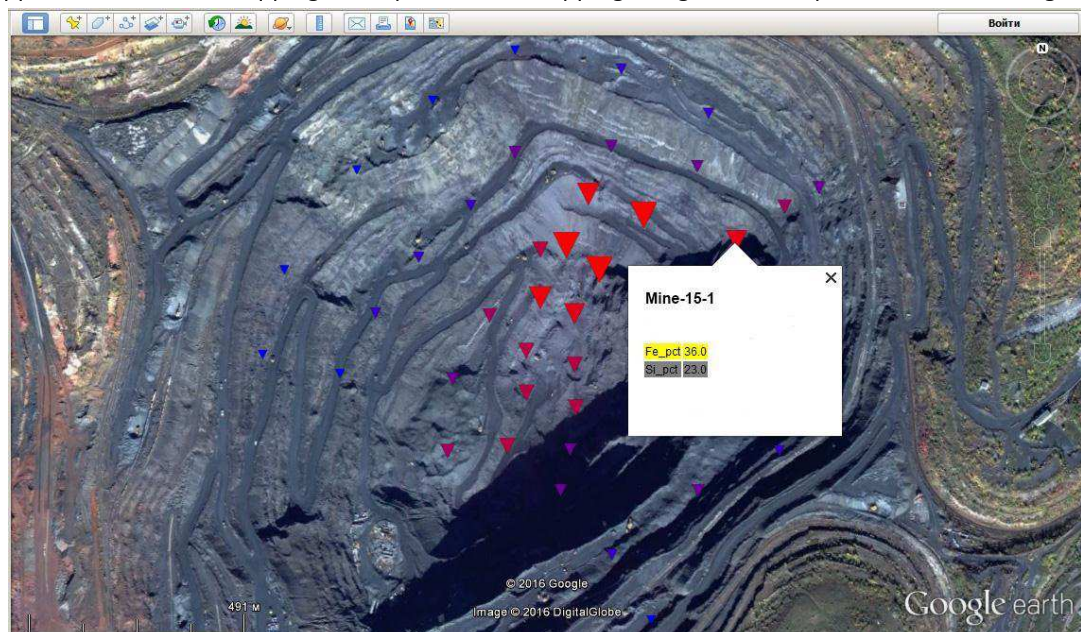 Войти
N
Mine-15-1
Fe_pct 36.0
Si_pct 23.0
491 м
© 2016 Google
Image © 2016 DigitalGlobe
Google earth